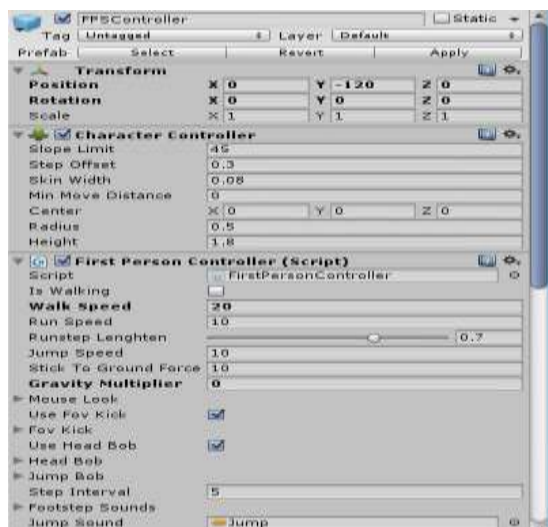 FPSController Static
Tag Untagged Layer Default
Prefab Select Revert Apply
Transform
Position X 0 Y -120 Z 0
Rotation X 0 Y 0 Z 0
Scale X 1 Y 1 Z 1
Character Controller
Slope Limit 45
Step Offset 0.3
Skin Width 0.08
Min Move Distance 0
Center X 0 Y 0 Z 0
Radius 0.5
Height 1.8
First Person Controller (Script)
Script FirstPersonController
Is Walking
Walk Speed 20
Run Speed 10
Runstep Lenghten 0.7
Jump Speed 10
Stick To Ground Force 10
Gravity Multiplier 0
Mouse Look
Use Fov Kick
Fov Kick
Use Head Bob
Head Bob
Jump Bob
Step Interval 5
Footstep Sounds
Jump Sound Jump